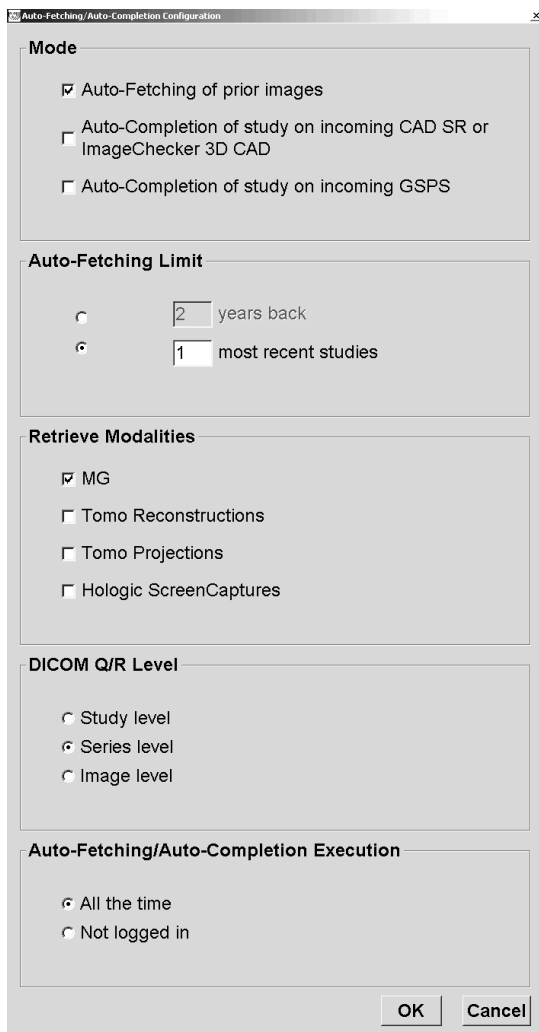 Auto-Fetching/Auto-Completion Configuration
Mode
Auto-Fetching of prior images
Auto-Completion of study on incoming CAD SR or
ImageChecker 3D CAD
Auto-Completion of study on incoming GSPS
Auto-Fetching Limit
2 years back
1 most recent studies
Retrieve Modalities
MG
Tomo Reconstructions
Tomo Projections
Hologic ScreenCaptures
DICOM Q/R Level
Study level
Series level
Image level
Auto-Fetching/Auto-Completion Execution
All the time
Not logged in
OK Cancel